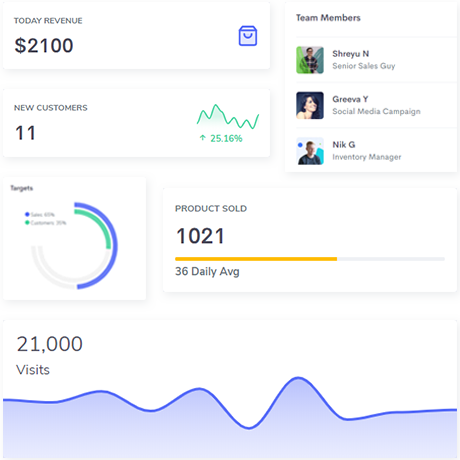 TODAY REVENUE
$2100
NEW CUSTOMERS
11
↑ 25.16%
Team Members
Shreyu N
Senior Sales Guy
Greeva Y
Social Media Campaign
Nik G
Inventory Manager
Targets
Sales: 65%
Customers: 35%
PRODUCT SOLD
1021
36 Daily Avg
21,000
Visits